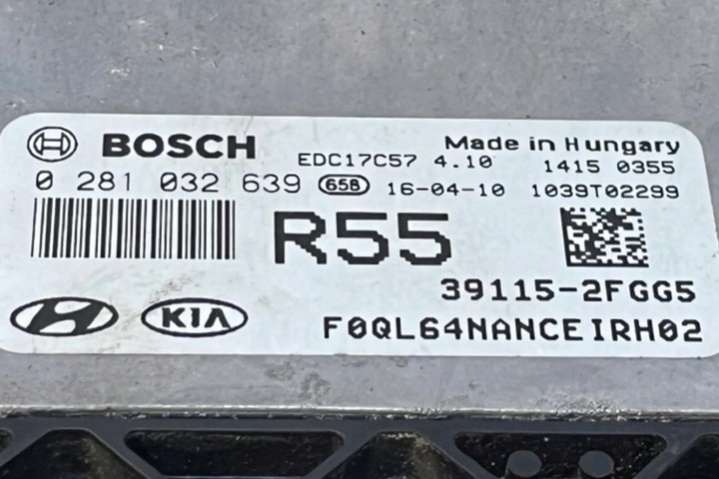 BOSCH
Made in Hungary
EDC17C57 4.10
1415 0355
0 281 032 639 658 16-04-10 1039T02299
R55
39115-2FGG5
KIA
F0QL64NANCEIRH02